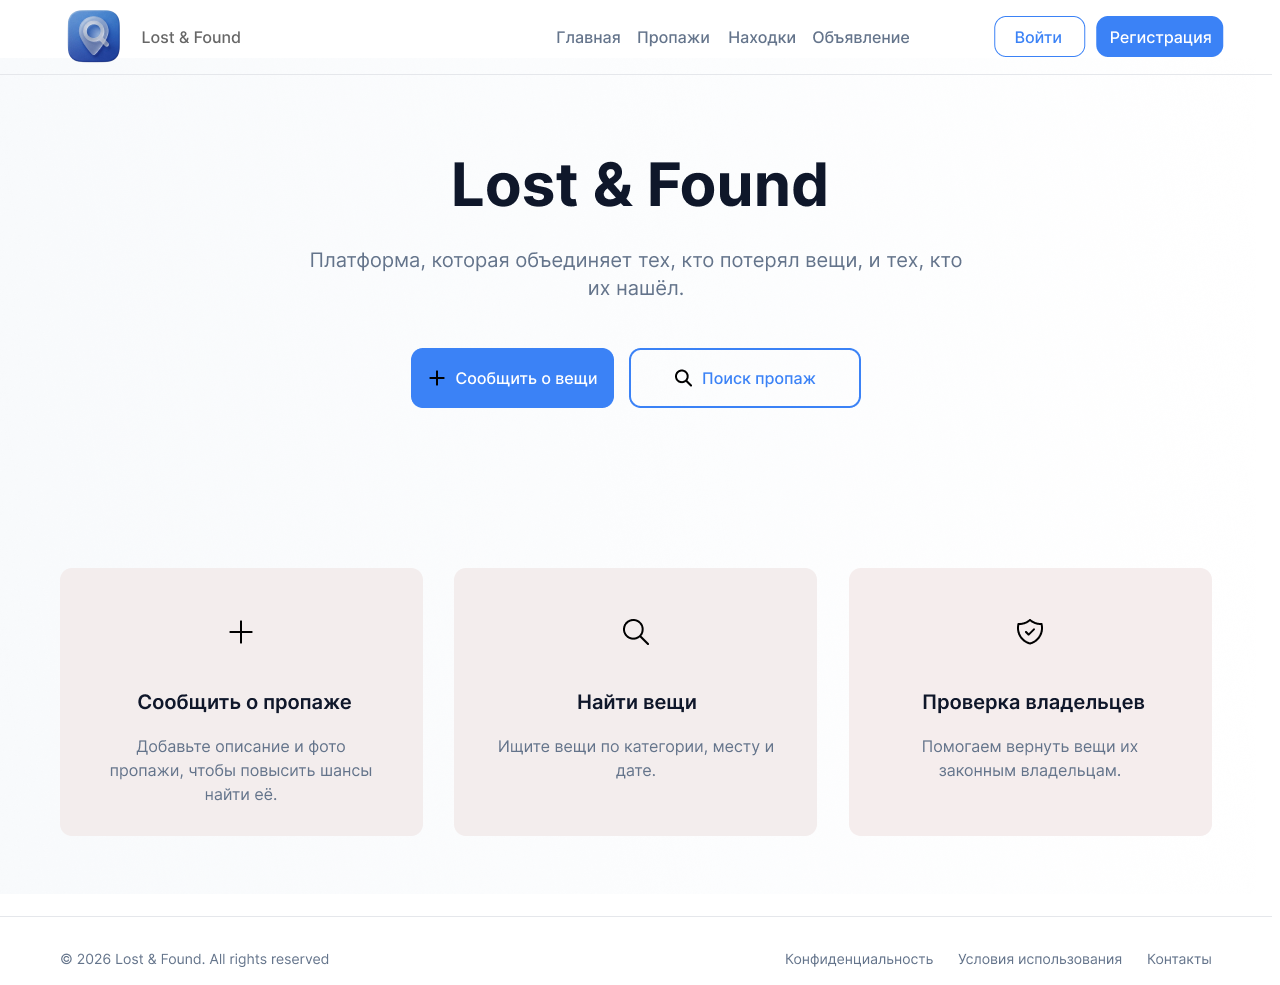 Lost & Found
Главная Пропажи Находки Объявление
Войти
Регистрация
Lost & Found
Платформа, которая объединяет тех, кто потерял вещи, и тех, кто
их нашёл.
Сообщить о вещи
Поиск пропаж
Сообщить о пропаже
Добавьте описание и фото
пропажи, чтобы повысить шансы
найти её.
Найти вещи
Ищите вещи по категории, месту и
дате.
Проверка владельцев
Помогаем вернуть вещи их
законным владельцам.
© 2026 Lost & Found. All rights reserved
Конфиденциальность Условия использования Контакты